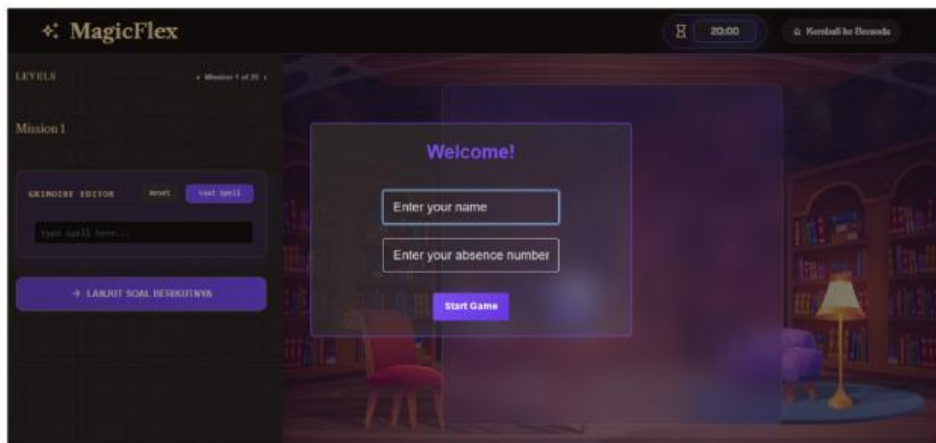 MagicFlex
20:00
Kembali ke Beranda
LEVELS
Mission 1 of 25
Mission 1
GRIMOIRE EDITOR
Reset
Cast Spell
Type spell here...
→ LANJUT SOAL BERIKUTNYA
Welcome!
Enter your name
Enter your absence number
Start Game